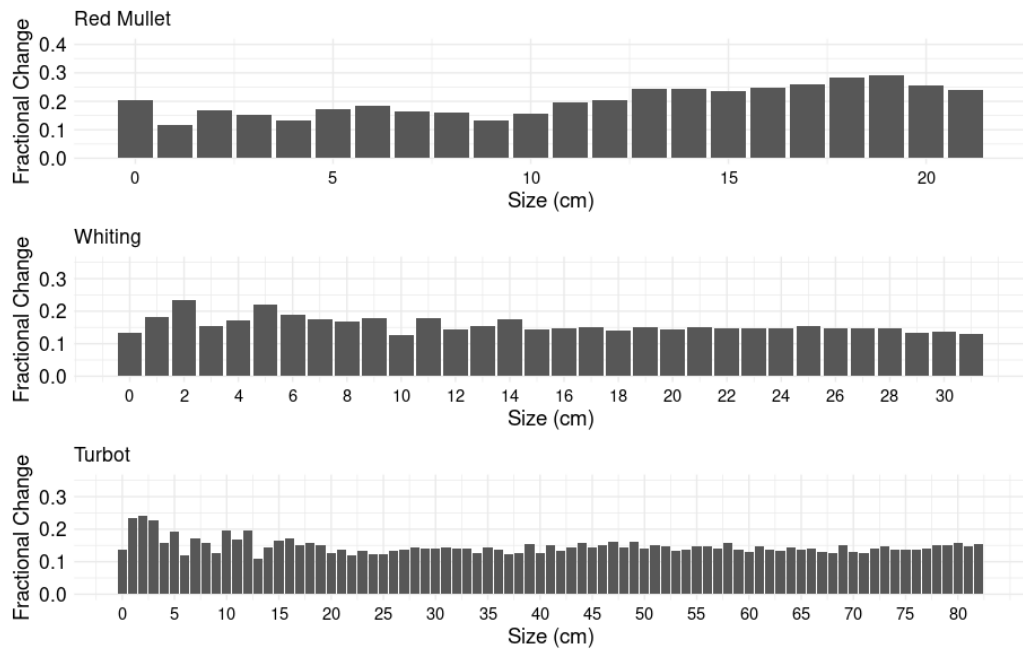 Red Mullet
Fractional Change
0.4
0.3
0.2
0.1
0.0
0 5 10 15 20
Size (cm)
Whiting
Fractional Change
0.3
0.2
0.1
0.0
0 2 4 6 8 10 12 14 16 18 20 22 24 26 28 30
Size (cm)
Turbot
Fractional Change
0.3
0.2
0.1
0.0
0 5 10 15 20 25 30 35 40 45 50 55 60 65 70 75 80
Size (cm)